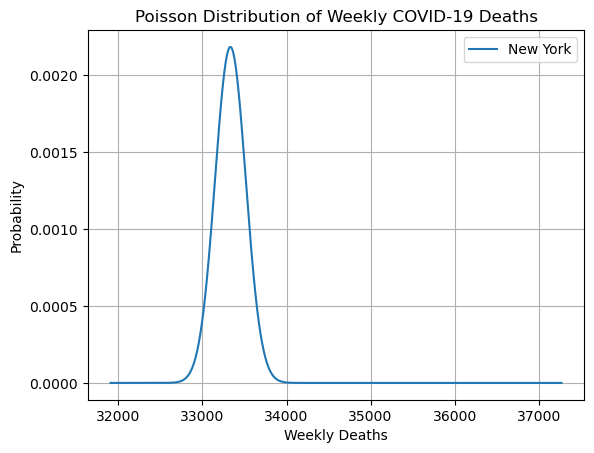 Poisson Distribution of Weekly COVID-19 Deaths
New York
0.0020
0.0015
0.0010
0.0005
0.0000
Probability
32000 33000 34000 35000 36000 37000
Weekly Deaths